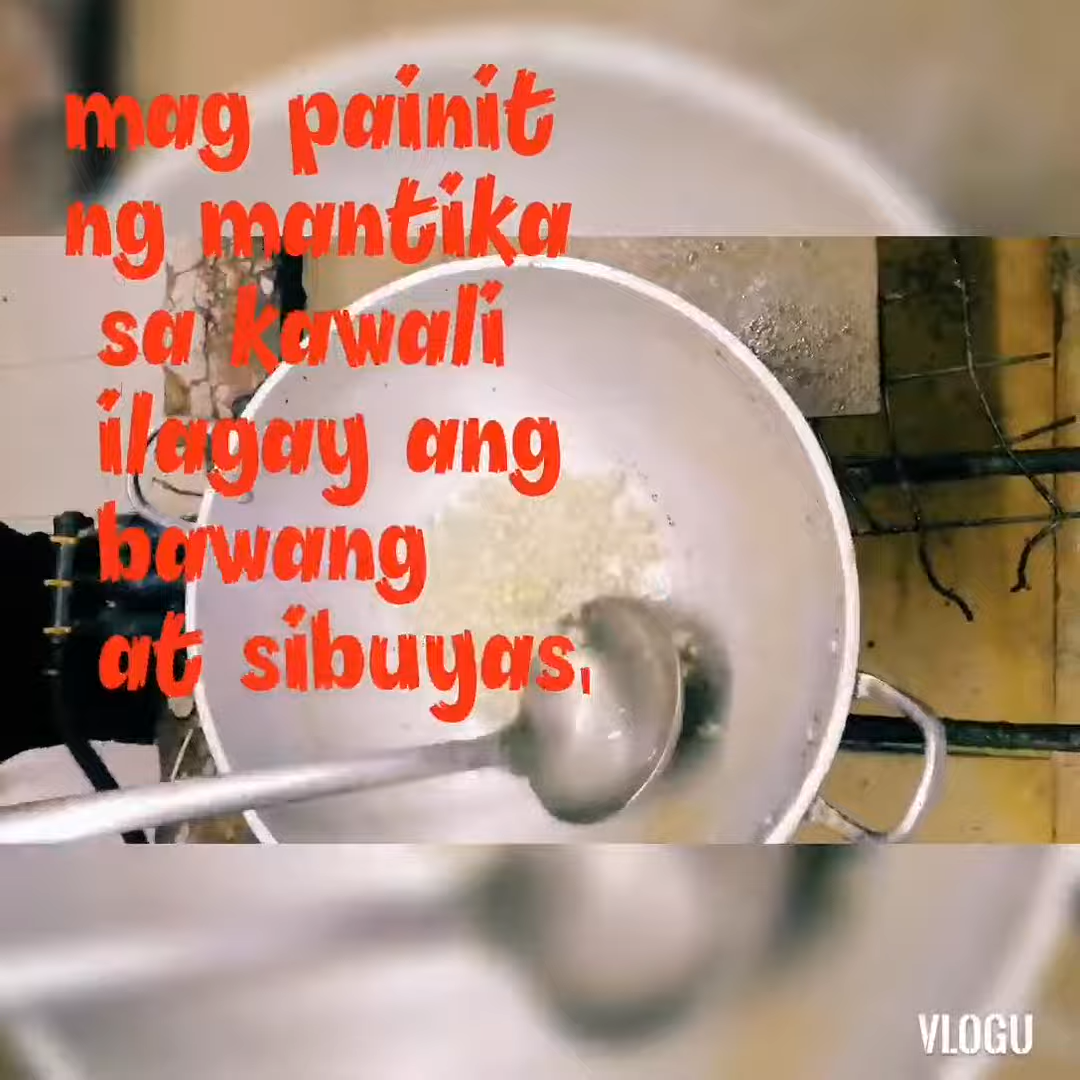 mag painit
ng mantika
sa kawali
ilagay ang
bawang
at sibuyas,
VLOGU